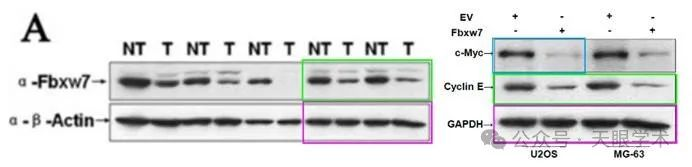 A
NT T NT T NT T NT T NT T
α-Fbxw7→
α-β-Actin→
EV + - + -
Fbxw7 - + - +
c-Myc→
Cyclin E→
GAPDH→
U2OS MG-63
公众号 · 天眼学术